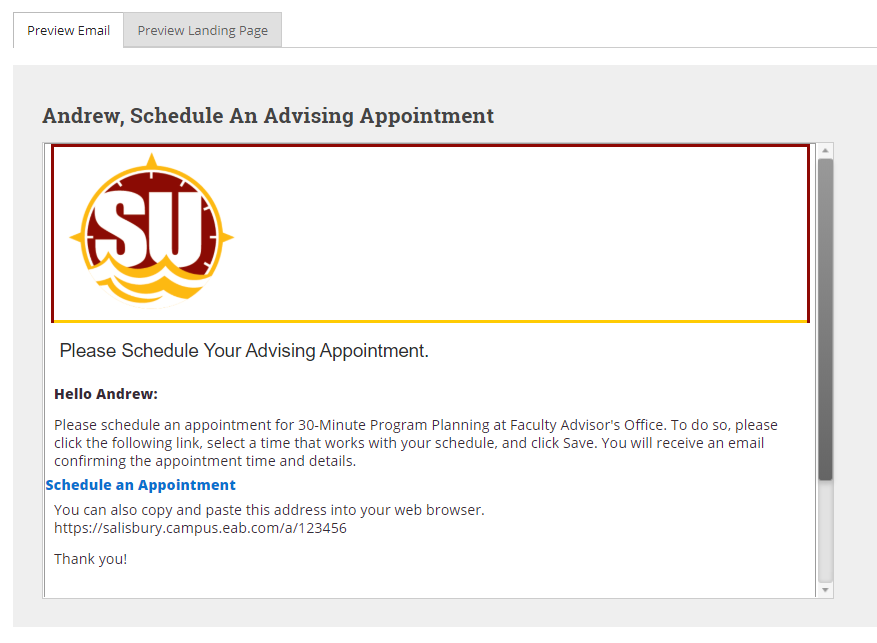 Preview Email
Preview Landing Page
Andrew, Schedule An Advising Appointment
SU
Please Schedule Your Advising Appointment.
Hello Andrew:
Please schedule an appointment for 30-Minute Program Planning at Faculty Advisor's Office. To do so, please
click the following link, select a time that works with your schedule, and click Save. You will receive an email
confirming the appointment time and details.
Schedule an Appointment
You can also copy and paste this address into your web browser.
https://salisbury.campus.eab.com/a/123456
Thank you!